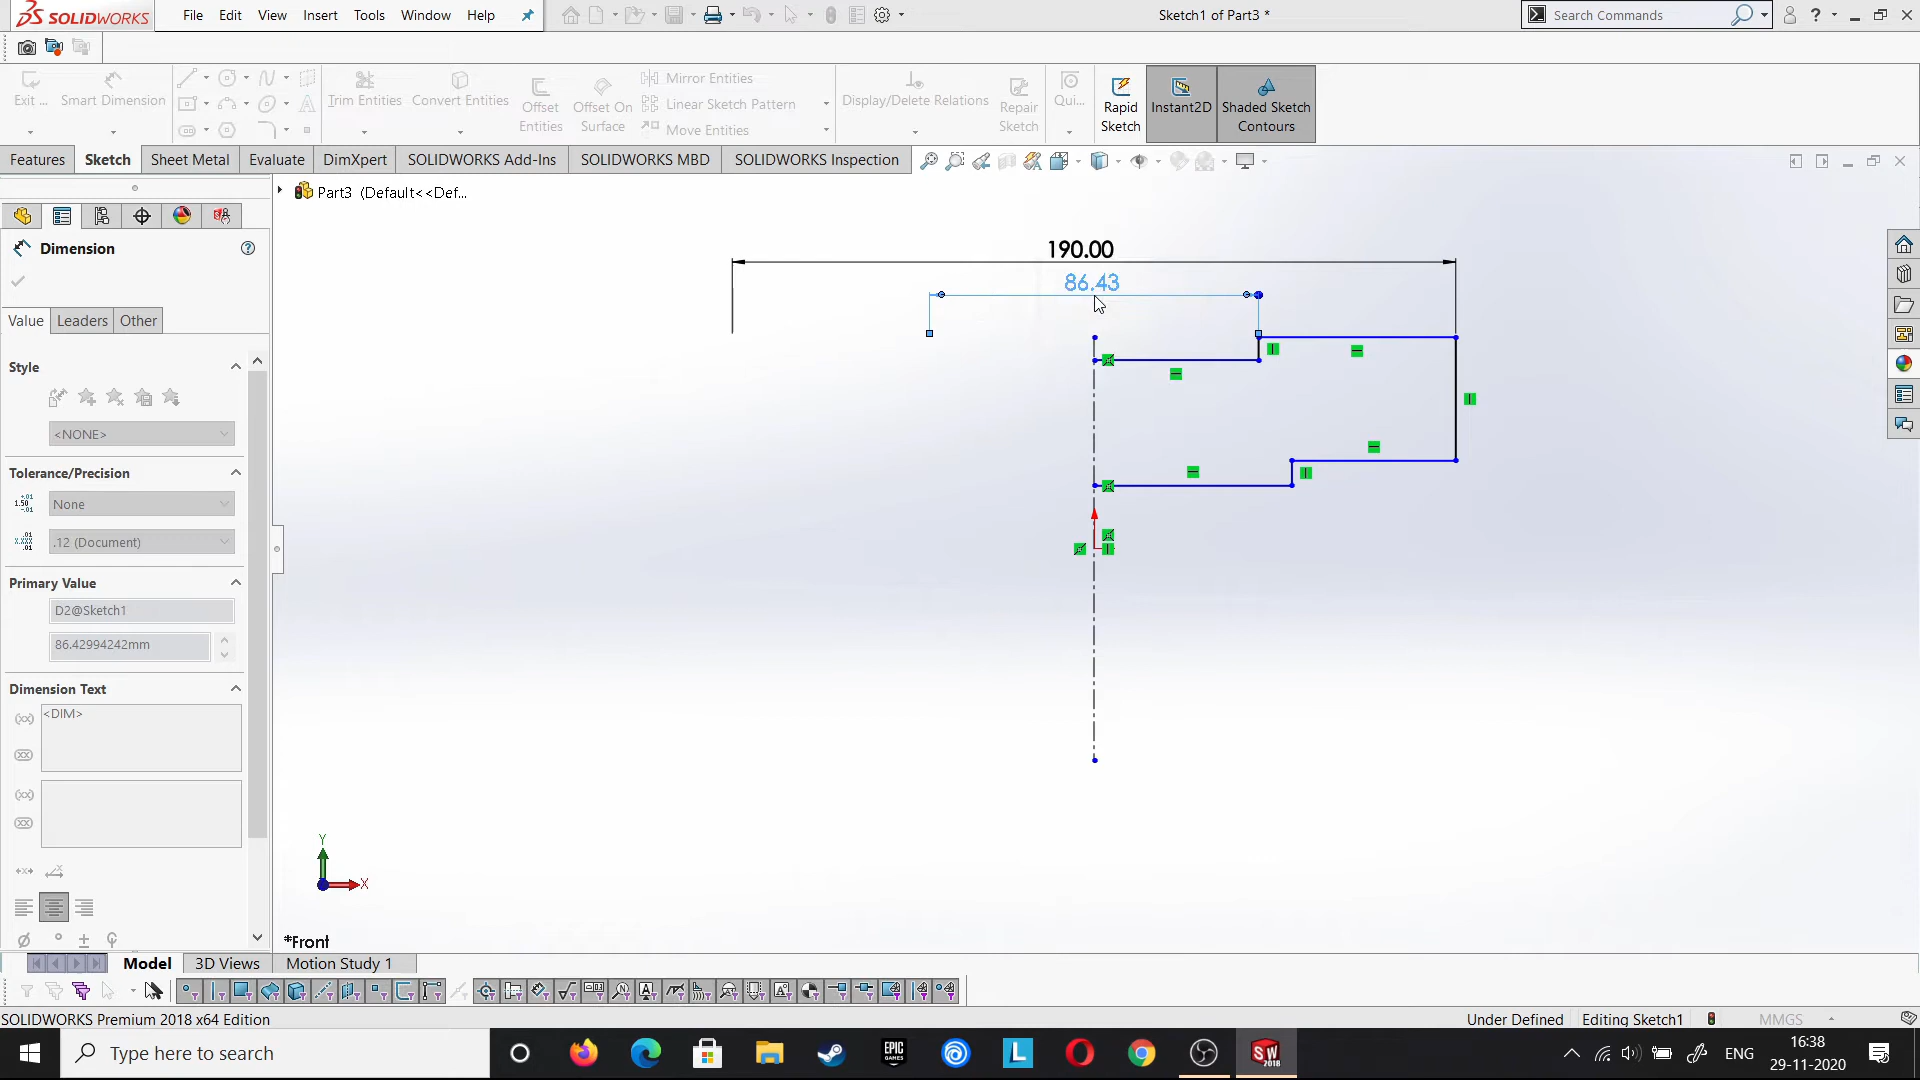 SOLIDWORKS File Edit View Insert Tools Window Help Sketch1 of Part3 * Search Commands ?
Exit ... Smart Dimension Trim Entities Convert Entities Offset Entities Offset On Surface Mirror Entities Linear Sketch Pattern Move Entities Display/Delete Relations Repair Sketch Qui... Rapid Sketch Instant2D Shaded Sketch Contours
Features Sketch Sheet Metal Evaluate DimXpert SOLIDWORKS Add-Ins SOLIDWORKS MBD SOLIDWORKS Inspection
Part3 (Default<<Def...
Dimension
Value Leaders Other
Style
<NONE>
Tolerance/Precision
None
.12 (Document)
Primary Value
D2@Sketch1
86.42994242mm
Dimension Text
<DIM>
190.00
86.43
Y
X
*Front
Model 3D Views Motion Study 1
SOLIDWORKS Premium 2018 x64 Edition Under Defined Editing Sketch1 MMGS
Type here to search ENG 16:38
29-11-2020